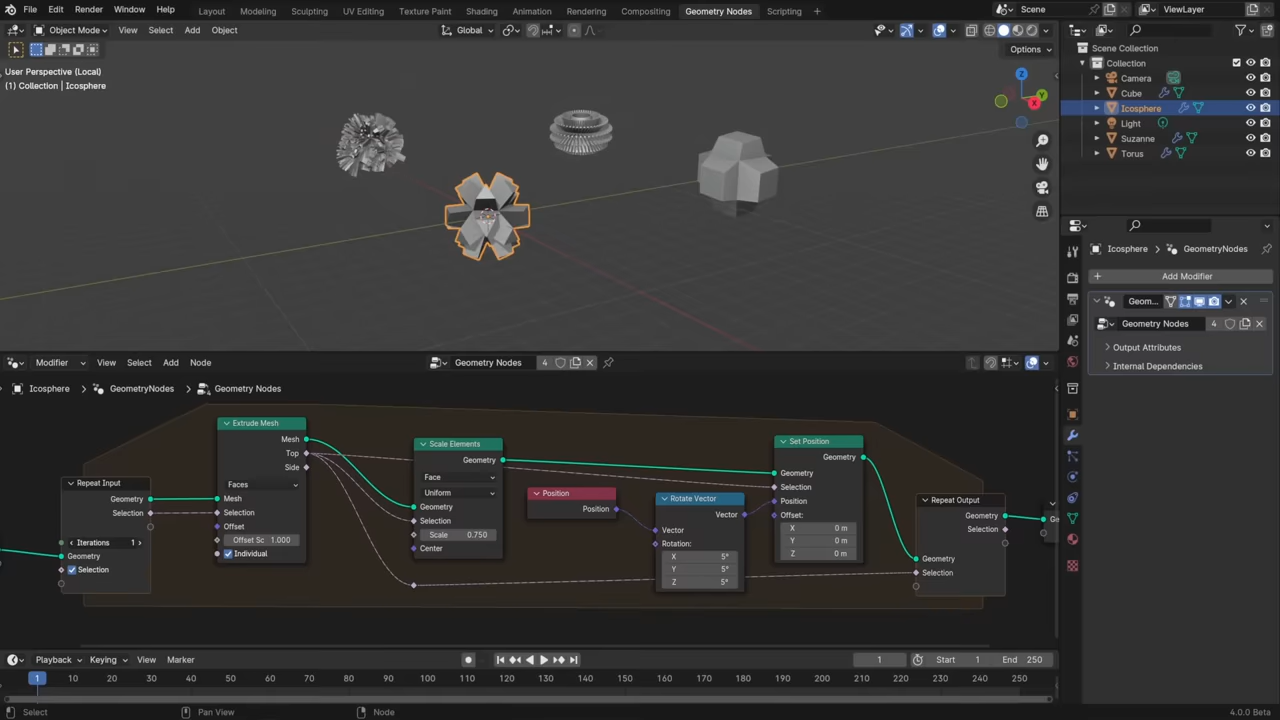 File Edit Render Window Help Layout Modeling Sculpting UV Editing Texture Paint Shading Animation Rendering Compositing Geometry Nodes Scripting + Scene ViewLayer
Object Mode View Select Add Object Global
Options
User Perspective (Local)
(1) Collection | Icosphere
Z
Y
X
Scene Collection
Collection
Camera
Cube
Icosphere
Light
Suzanne
Torus
Icosphere > GeometryNodes
Add Modifier
Geom...
Geometry Nodes 4
Output Attributes
Internal Dependencies
Modifier View Select Add Node Geometry Nodes 4
Icosphere > GeometryNodes > Geometry Nodes
Repeat Input
Geometry
Selection
Iterations 1
Geometry
Selection
Extrude Mesh
Mesh
Top
Side
Faces
Mesh
Selection
Offset
Offset Sc 1.000
Individual
Scale Elements
Geometry
Face
Uniform
Geometry
Selection
Scale 0.750
Center
Position
Position
Rotate Vector
Vector
Vector
Rotation:
X 5°
Y 5°
Z 5°
Set Position
Geometry
Geometry
Selection
Position
Offset:
X 0 m
Y 0 m
Z 0 m
Repeat Output
Geometry
Selection
Geometry
Selection
Ge
Playback Keying View Marker 1 Start 1 End 250
1 10 20 30 40 50 60 70 80 90 100 110 120 130 140 150 160 170 180 190 200 210 220 230 240 250
Select Pan View Node 4.0.0 Beta